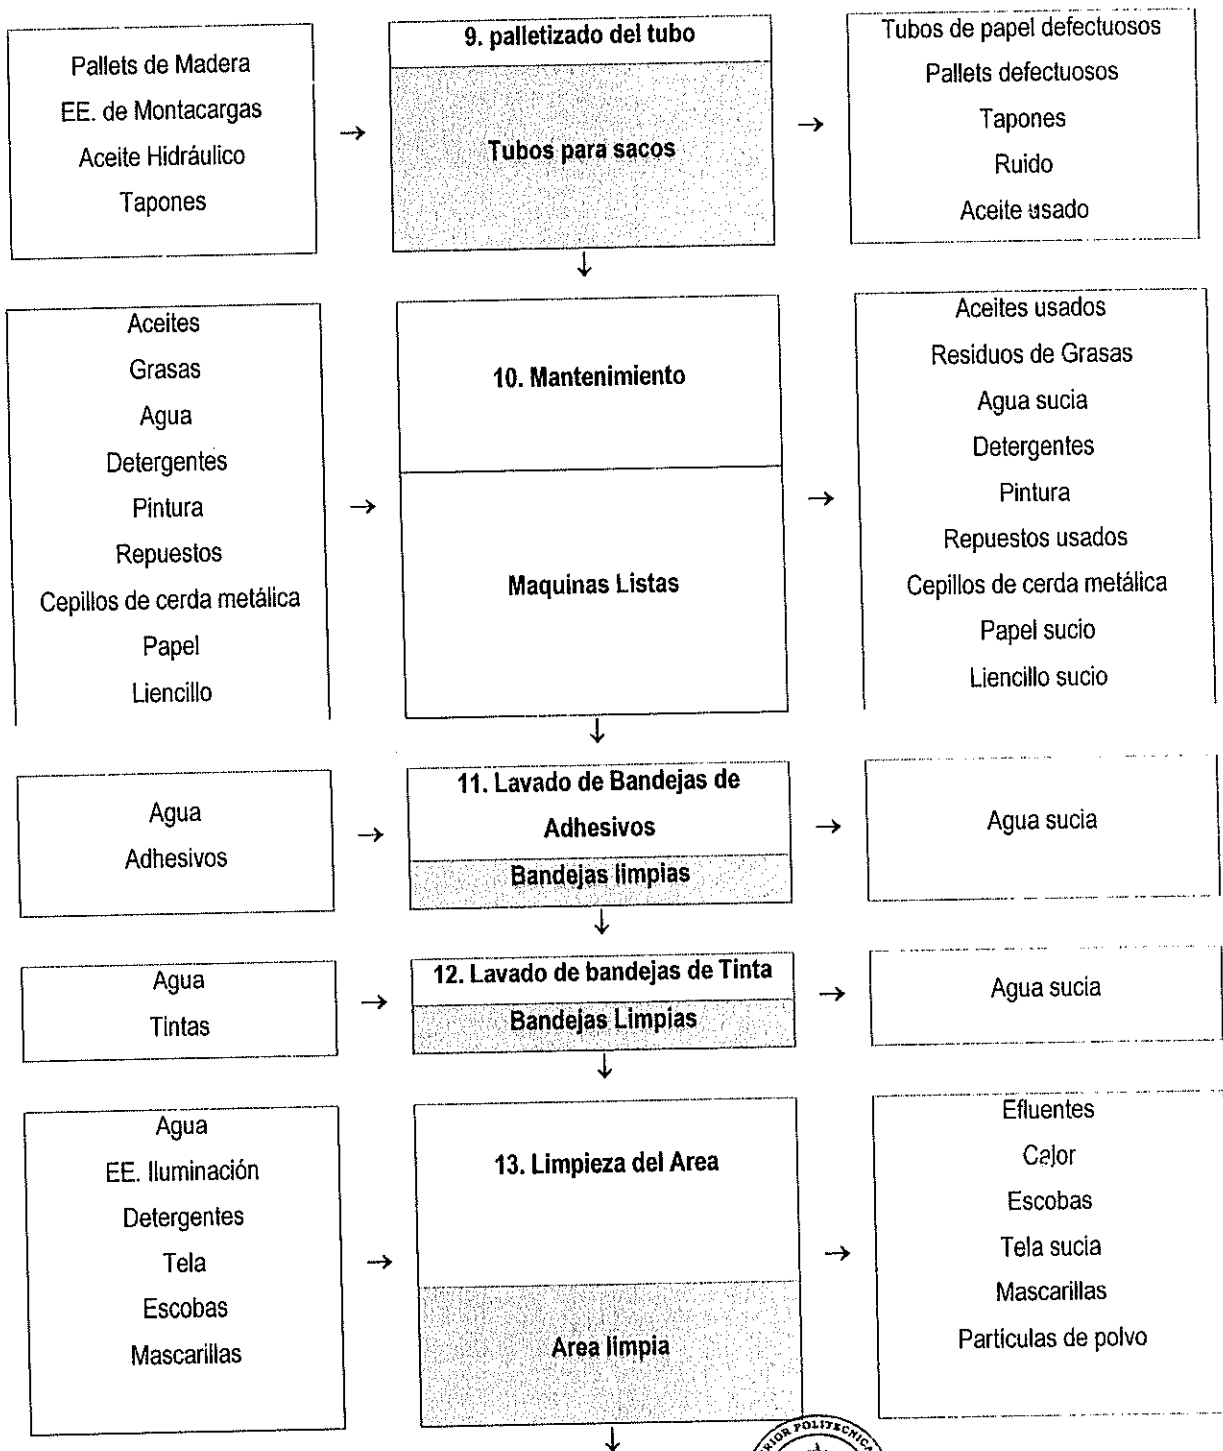 Pallets de Madera
EE. de Montacargas
Aceite Hidráulico
Tapones
→
9. palletizado del tubo
Tubos para sacos
→
Tubos de papel defectuosos
Pallets defectuosos
Tapones
Ruido
Aceite usado
↓
Aceites
Grasas
Agua
Detergentes
Pintura
Repuestos
Cepillos de cerda metálica
Papel
Liencillo
→
10. Mantenimiento
Maquinas Listas
→
Aceites usados
Residuos de Grasas
Agua sucia
Detergentes
Pintura
Repuestos usados
Cepillos de cerda metálica
Papel sucio
Liencillo sucio
↓
Agua
Adhesivos
→
11. Lavado de Bandejas de
Adhesivos
Bandejas limpias
→
Agua sucia
↓
Agua
Tintas
→
12. Lavado de bandejas de Tinta
Bandejas Limpias
→
Agua sucia
↓
Agua
EE. Iluminación
Detergentes
Tela
Escobas
Mascarillas
→
13. Limpieza del Area
Area limpia
→
Efluentes
Calor
Escobas
Tela sucia
Mascarillas
Partículas de polvo
↓
POLITECNICA